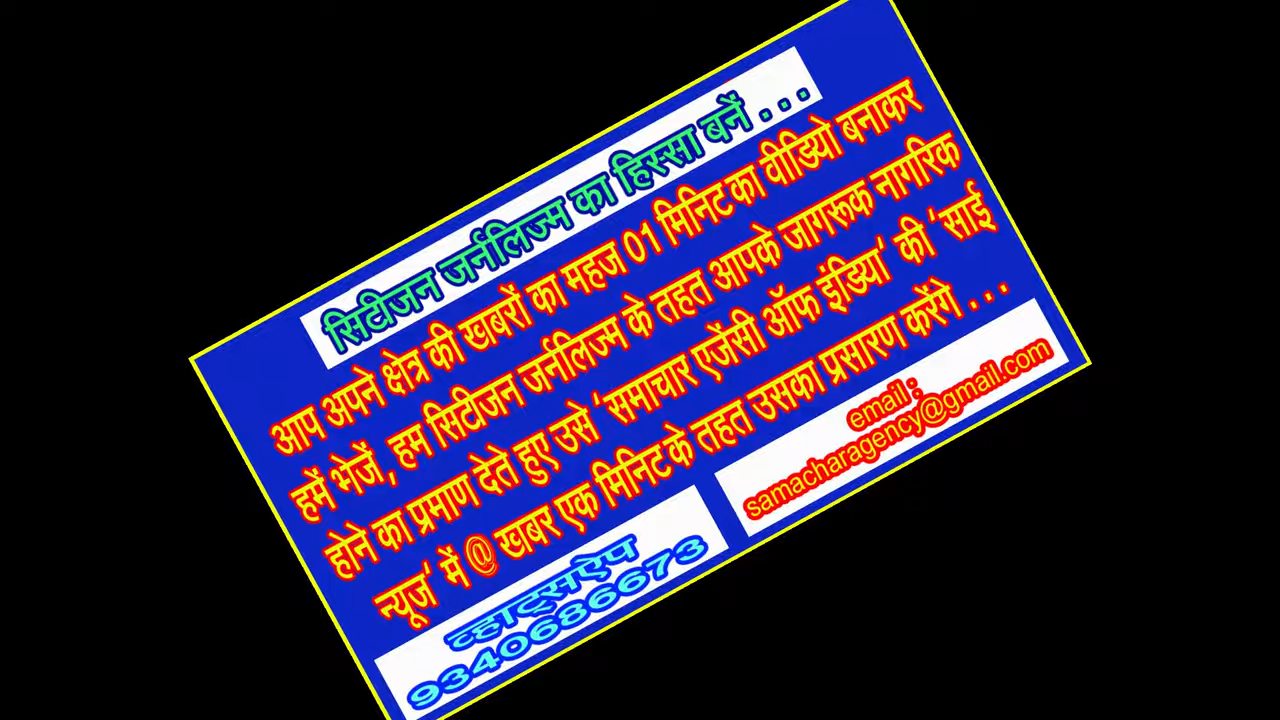 सिटीजन जर्नलिज्म का हिस्सा बनें ...
आप अपने क्षेत्र की खबरों का महज 01 मिनिट का वीडियो बनाकर
हमें भेजें, हम सिटीजन जर्नलिज्म के तहत आपके जागरूक नागरिक
होने का प्रमाण देते हुए उसे 'समाचार एजेंसी ऑफ इंडिया' की 'साई
न्यूज' में @ खबर एक मिनिट के तहत उसका प्रसारण करेंगे ...
व्हाट्सऐप
9340686673
email :
samacharagency@gmail.com